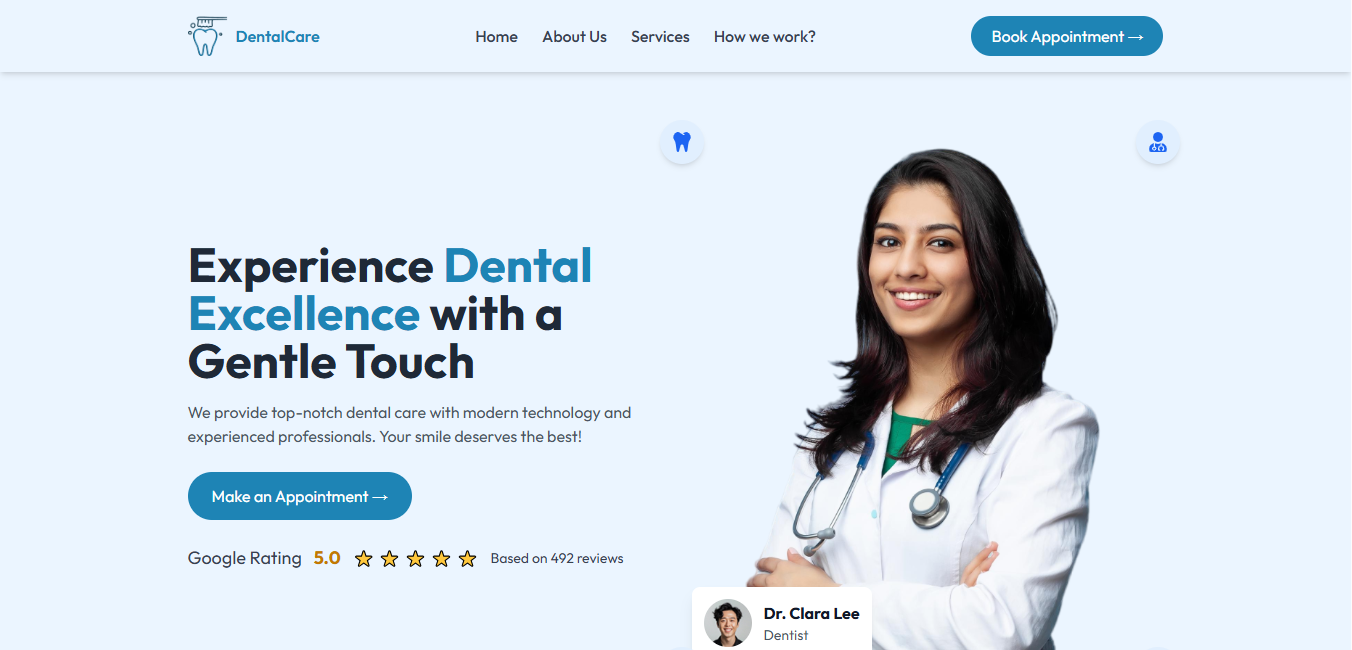 DentalCare
Home
About Us
Services
How we work?
Book Appointment →
Experience Dental
Excellence with a
Gentle Touch
We provide top-notch dental care with modern technology and
experienced professionals. Your smile deserves the best!
Make an Appointment →
Google Rating 5.0 Based on 492 reviews
Dr. Clara Lee
Dentist